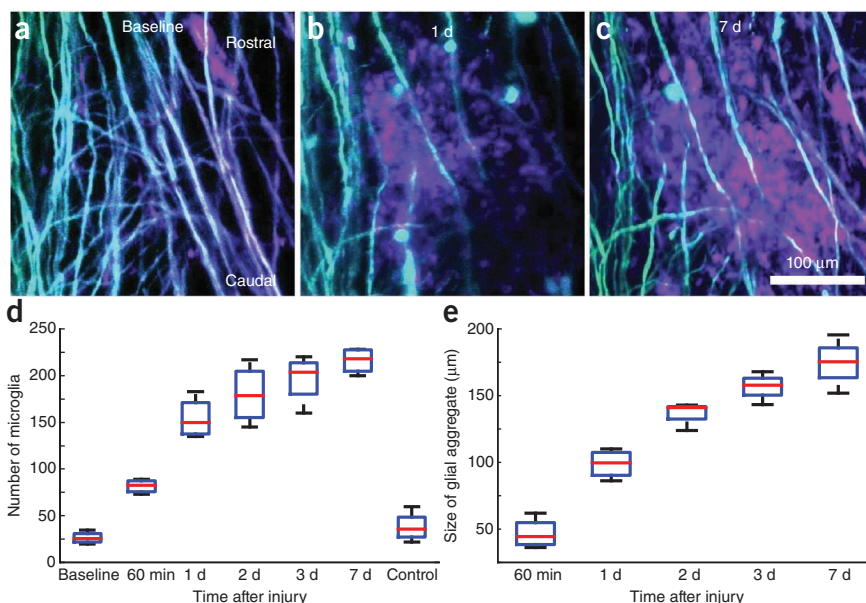 a
Baseline
Rostral
Caudal
b
1 d
c
7 d
100 μm
d
Number of microglia
250
200
150
100
50
0
Baseline 60 min 1 d 2 d 3 d 7 d Control
Time after injury
e
Size of glial aggregate (μm)
200
150
100
50
60 min 1 d 2 d 3 d 7 d
Time after injury